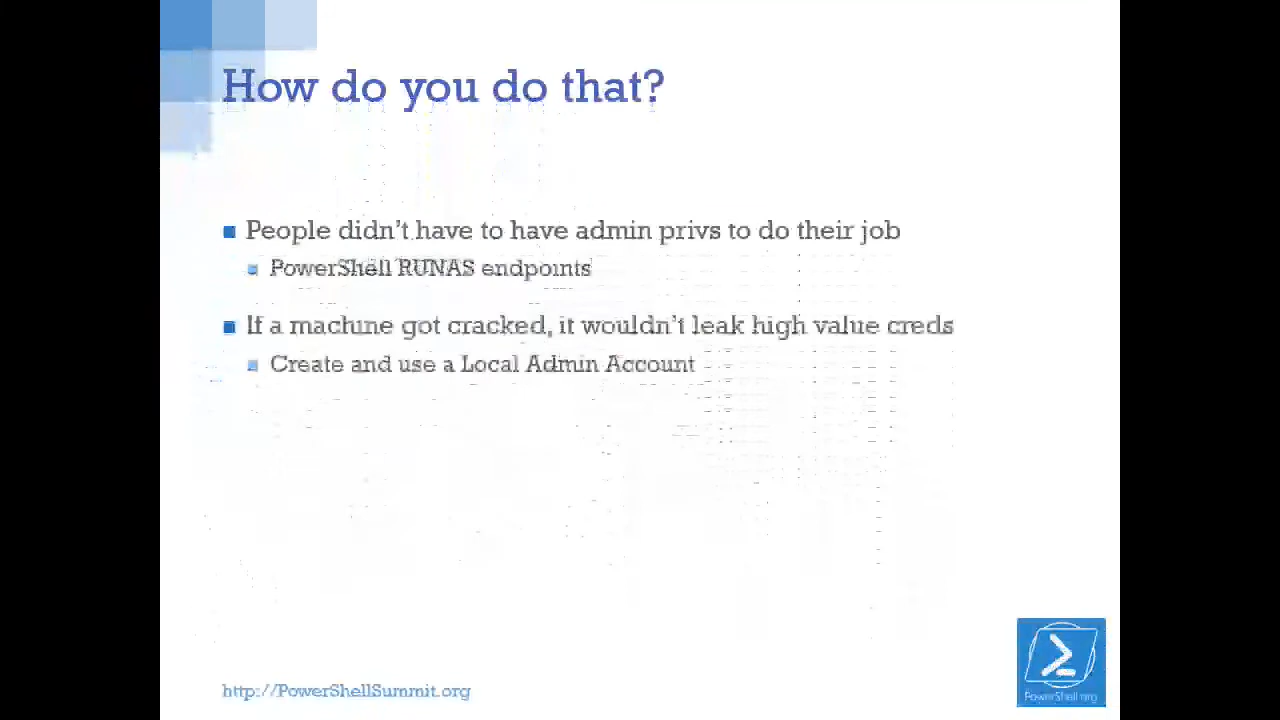 How do you do that?
People didn't have to have admin privs to do their job
PowerShell RUNAS endpoints
If a machine got cracked, it wouldn't leak high value creds
Create and use a Local Admin Account
http://PowerShellSummit.org
PowerShell.org